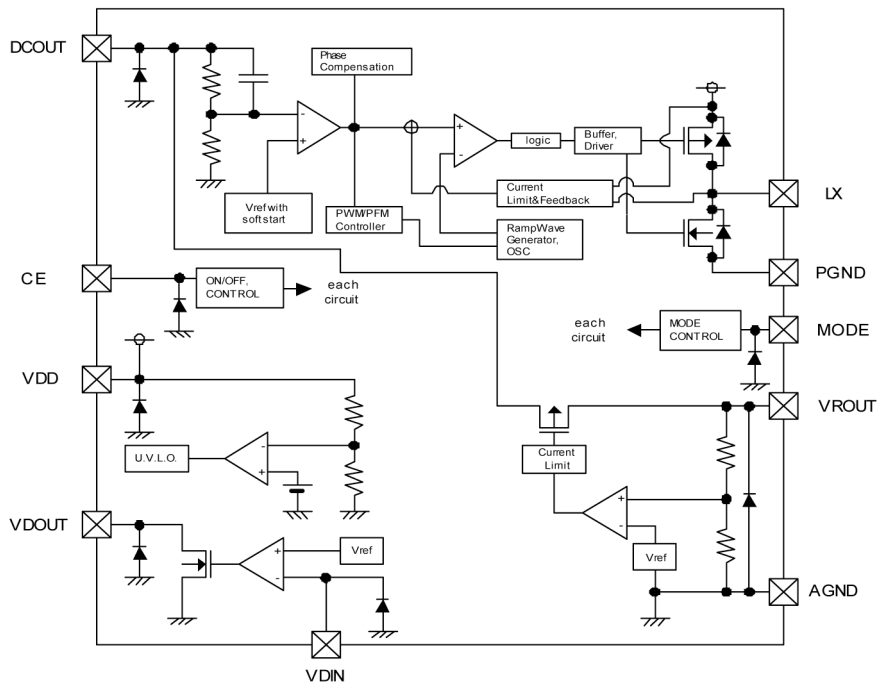 DCOUT
Phase
Compensation
-
+
+
-
logic
Buffer,
Driver
Vref with
soft start
Current
Limit&Feedback
PWM/PFM
Controller
RampWave
Generator,
OSC
LX
PGND
CE
ON/OFF,
CONTROL
each
circuit
each
circuit
MODE
CONTROL
MODE
VDD
VROUT
U.V.L.O.
-
+
Current
Limit
+
-
Vref
VDOUT
+
-
Vref
AGND
VDIN